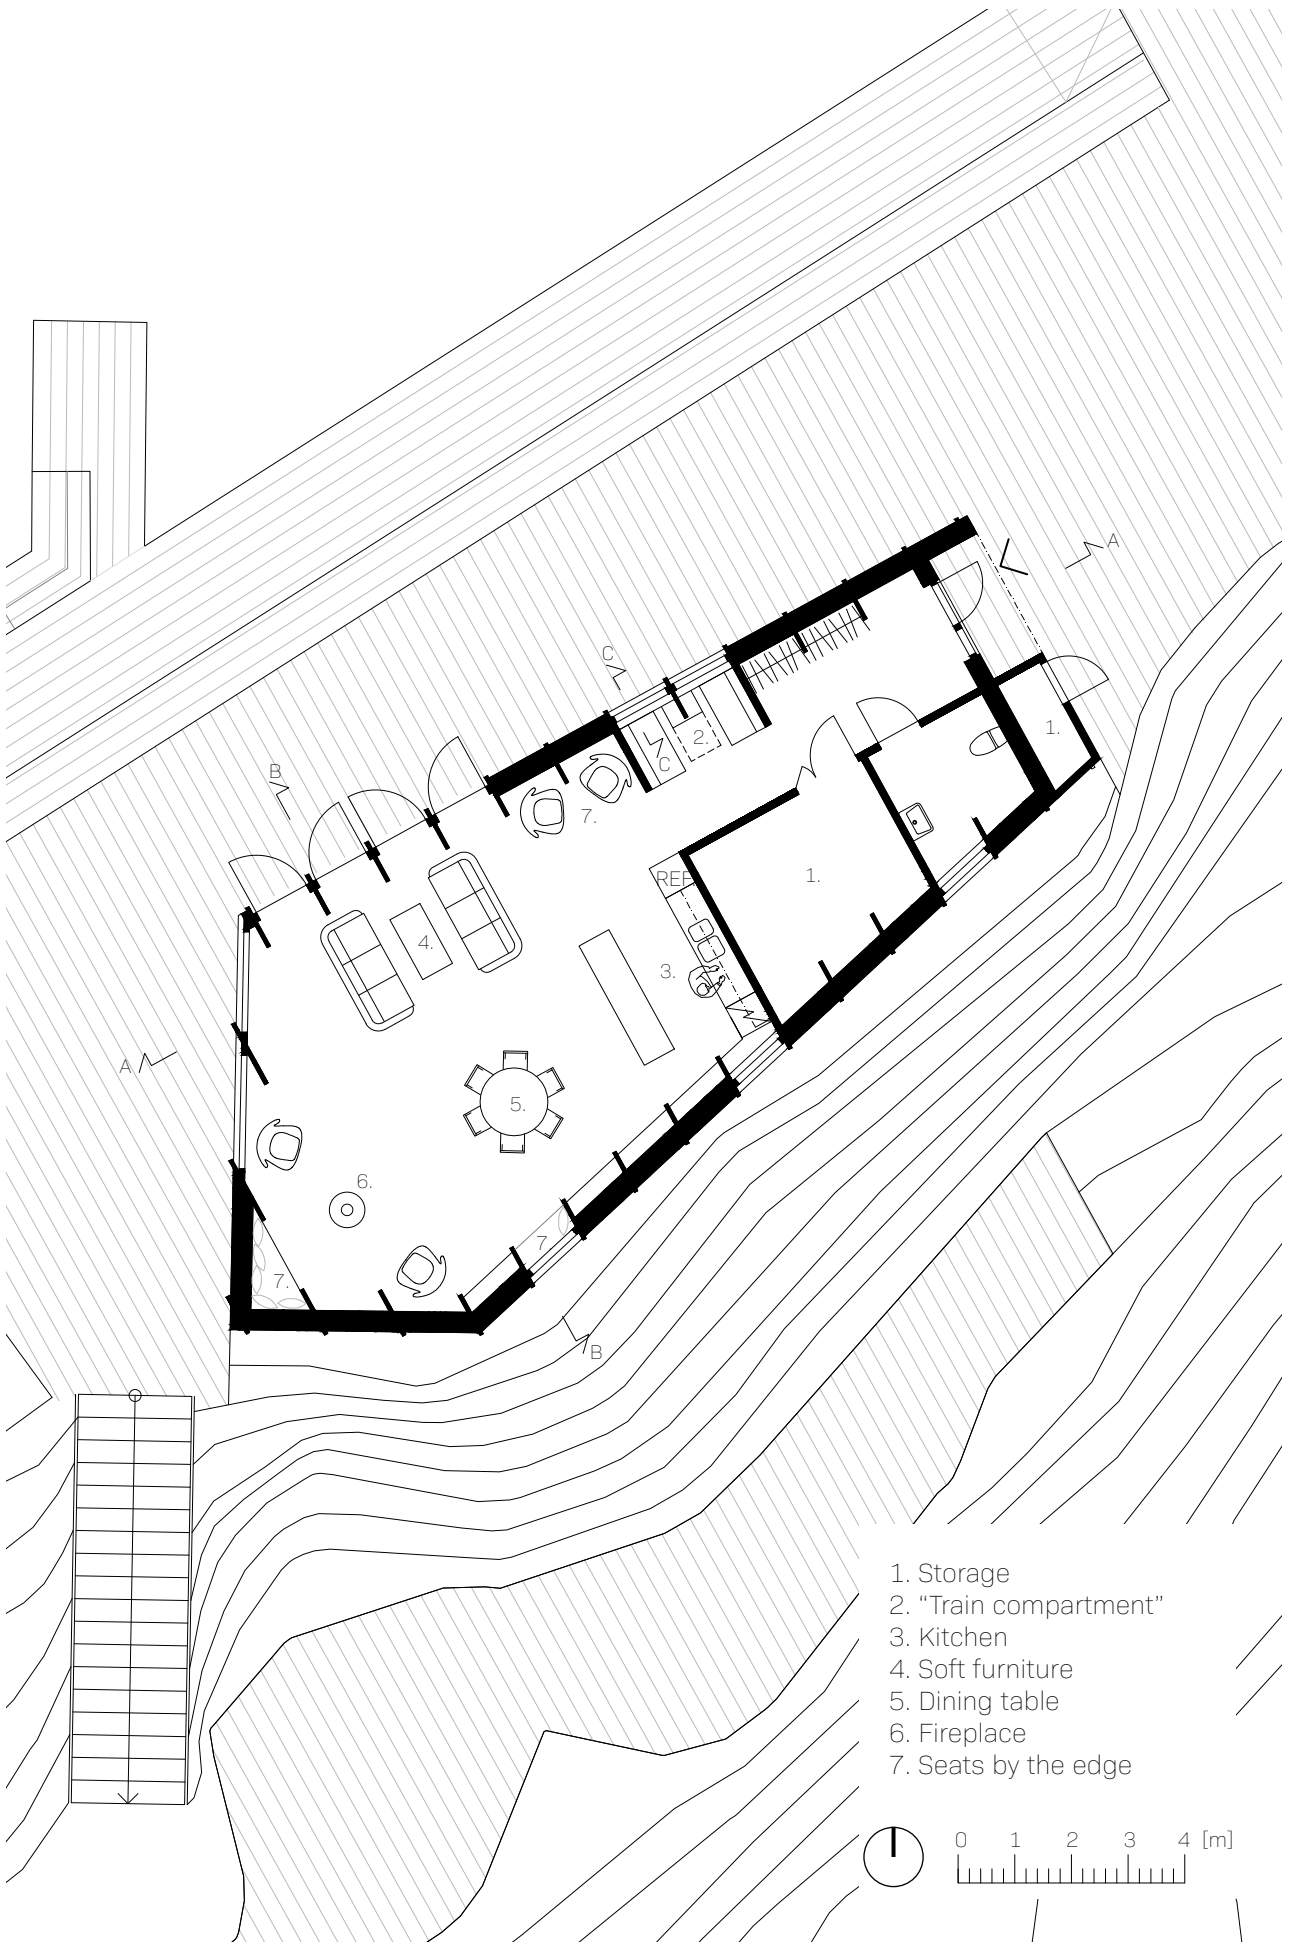 A
C
2.
1.
C
B
7.
1.
REF.
4.
3.
A
5.
6.
7
7.
B
1. Storage
2. “Train compartment”
3. Kitchen
4. Soft furniture
5. Dining table
6. Fireplace
7. Seats by the edge
0 1 2 3 4 [m]